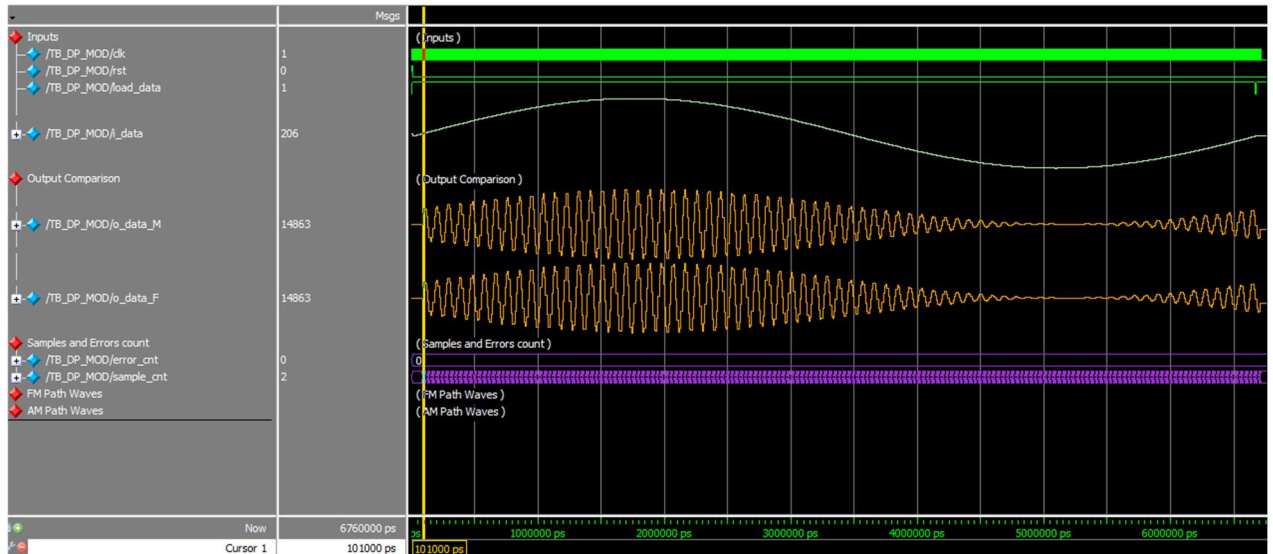 Msgs
Inputs
( Inputs )
/TB_DP_MOD/clk 1
/TB_DP_MOD/rst 0
/TB_DP_MOD/load_data 1
/TB_DP_MOD/i_data 206
Output Comparison
( Output Comparison )
/TB_DP_MOD/o_data_M 14863
/TB_DP_MOD/o_data_F 14863
Samples and Errors count
( Samples and Errors count )
/TB_DP_MOD/error_cnt 0 0
/TB_DP_MOD/sample_cnt 2
FM Path Waves
( FM Path Waves )
AM Path Waves
( AM Path Waves )
Now 6760000 ps ps 1000000 ps 2000000 ps 3000000 ps 4000000 ps 5000000 ps 6000000 ps
Cursor 1 101000 ps 101000 ps